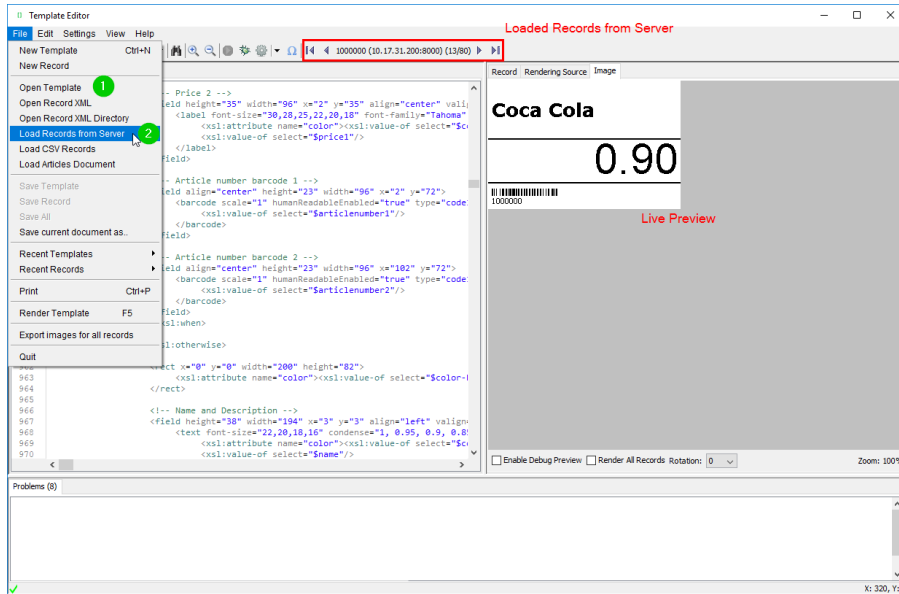 Template Editor
File Edit Settings View Help
Loaded Records from Server
1000000 (10.17.31.200:8000) (13/80)
New Template Ctrl+N
New Record
Open Template 1
Open Record XML
Open Record XML Directory
Load Records from Server 2
Load CSV Records
Load Articles Document
Save Template
Save Record
Save All
Save current document as..
Recent Templates
Recent Records
Print Ctrl+P
Render Template F5
Export images for all records
Quit
-- Price 2 -->
ield height="35" width="96" x="2" y="35" align="center" vali
<label font-size="30,28,25,22,20,18" font-family="Tahoma"
<xsl:attribute name="color"><xsl:value-of select="$c
<xsl:value-of select="$price1"/>
</label>
field>
-- Article number barcode 1 -->
ield align="center" height="23" width="96" x="2" y="72">
<barcode scale="1" humanReadableEnabled="true" type="code
<xsl:value-of select="$articlenumber1"/>
</barcode>
field>
-- Article number barcode 2 -->
ield align="center" height="23" width="96" x="102" y="72">
<barcode scale="1" humanReadableEnabled="true" type="code
<xsl:value-of select="$articlenumber2"/>
</barcode>
field>
sl:when>
sl:otherwise>
rect x="0" y="0" width="200" height="82">
963 <xsl:attribute name="color"><xsl:value-of select="$color-
964 </rect>
965
966 <!-- Name and Description -->
967 <field height="38" width="194" x="3" y="3" align="left" valign
968 <text font-size="22,20,18,16" condense="1, 0.95, 0.9, 0.8
969 <xsl:attribute name="color"><xsl:value-of select="$c
970 <xsl:value-of select="$name"/>
Record Rendering Source Image
Coca Cola
0.90
1000000
Live Preview
Enable Debug Preview Render All Records Rotation: 0 Zoom: 100%
Problems (8)
X: 320, Y: